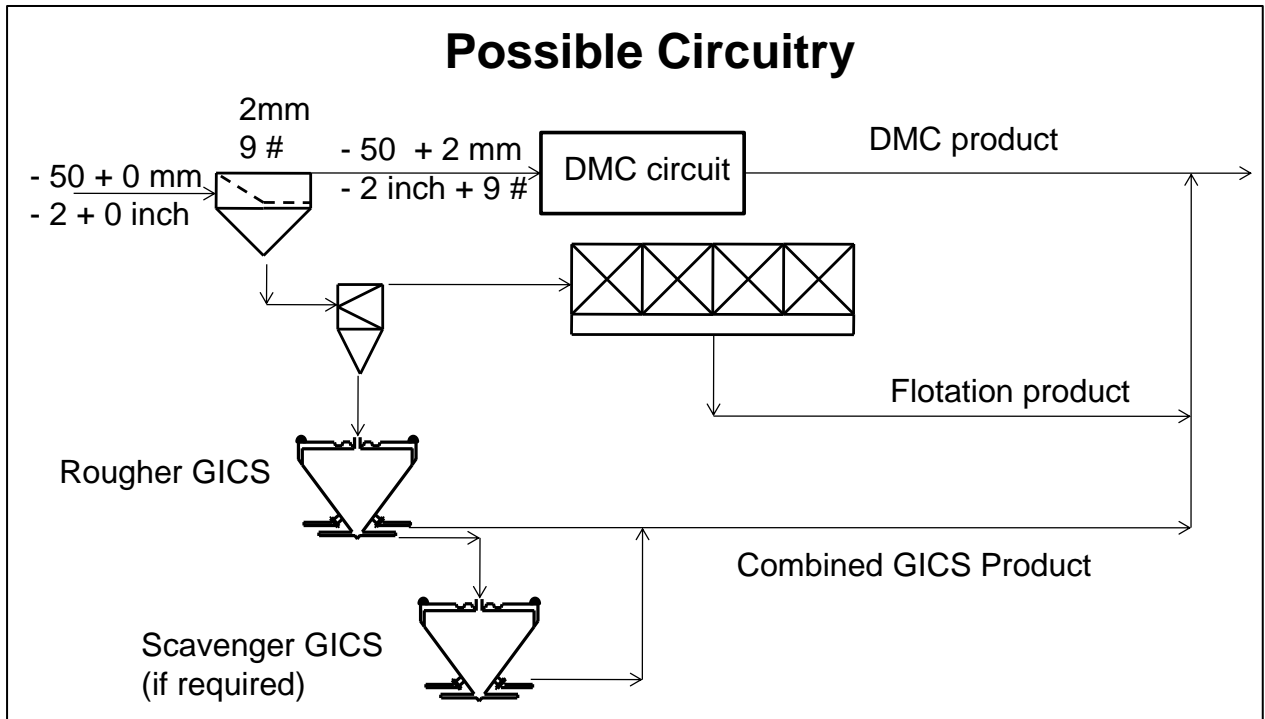 Possible Circuitry
2mm
9 #
- 50 + 0 mm
- 2 + 0 inch
- 50 + 2 mm
- 2 inch + 9 #
DMC circuit
DMC product
Flotation product
Rougher GICS
Combined GICS Product
Scavenger GICS
(if required)